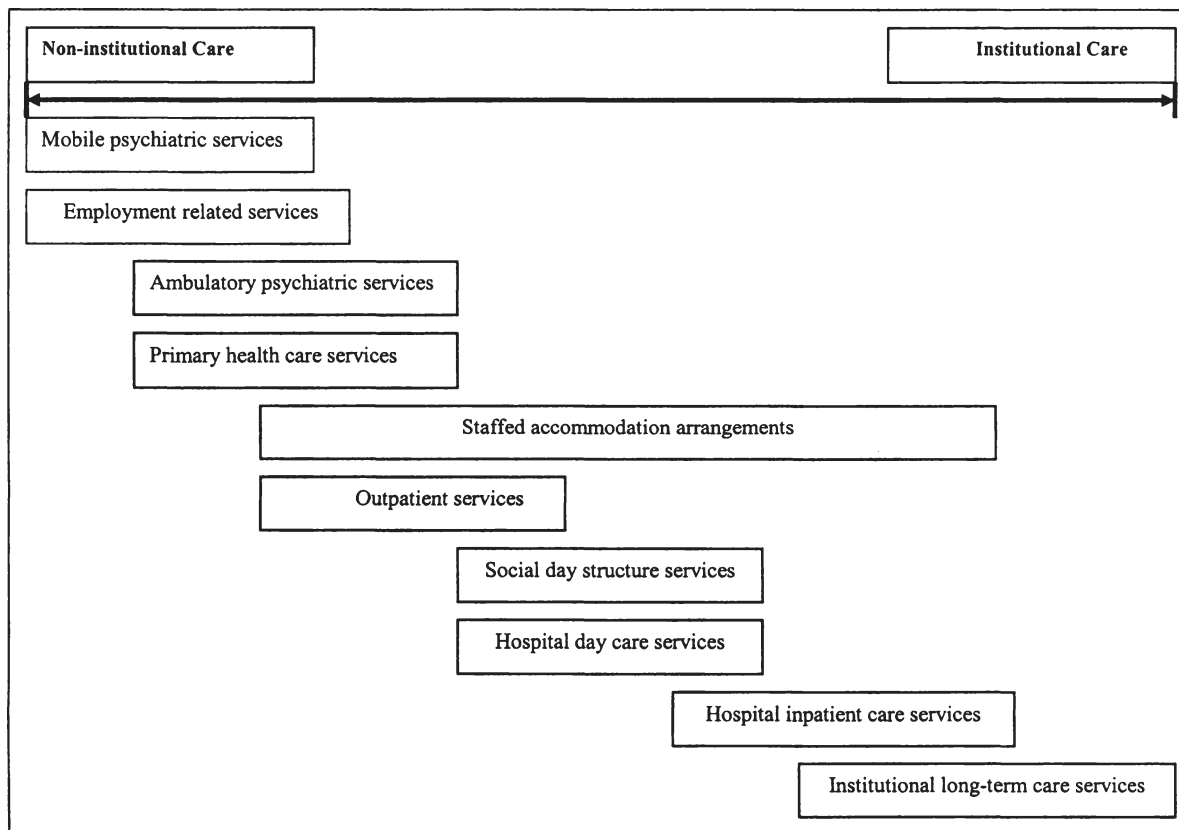 Non-institutional Care
Institutional Care
Mobile psychiatric services
Employment related services
Ambulatory psychiatric services
Primary health care services
Staffed accommodation arrangements
Outpatient services
Social day structure services
Hospital day care services
Hospital inpatient care services
Institutional long-term care services